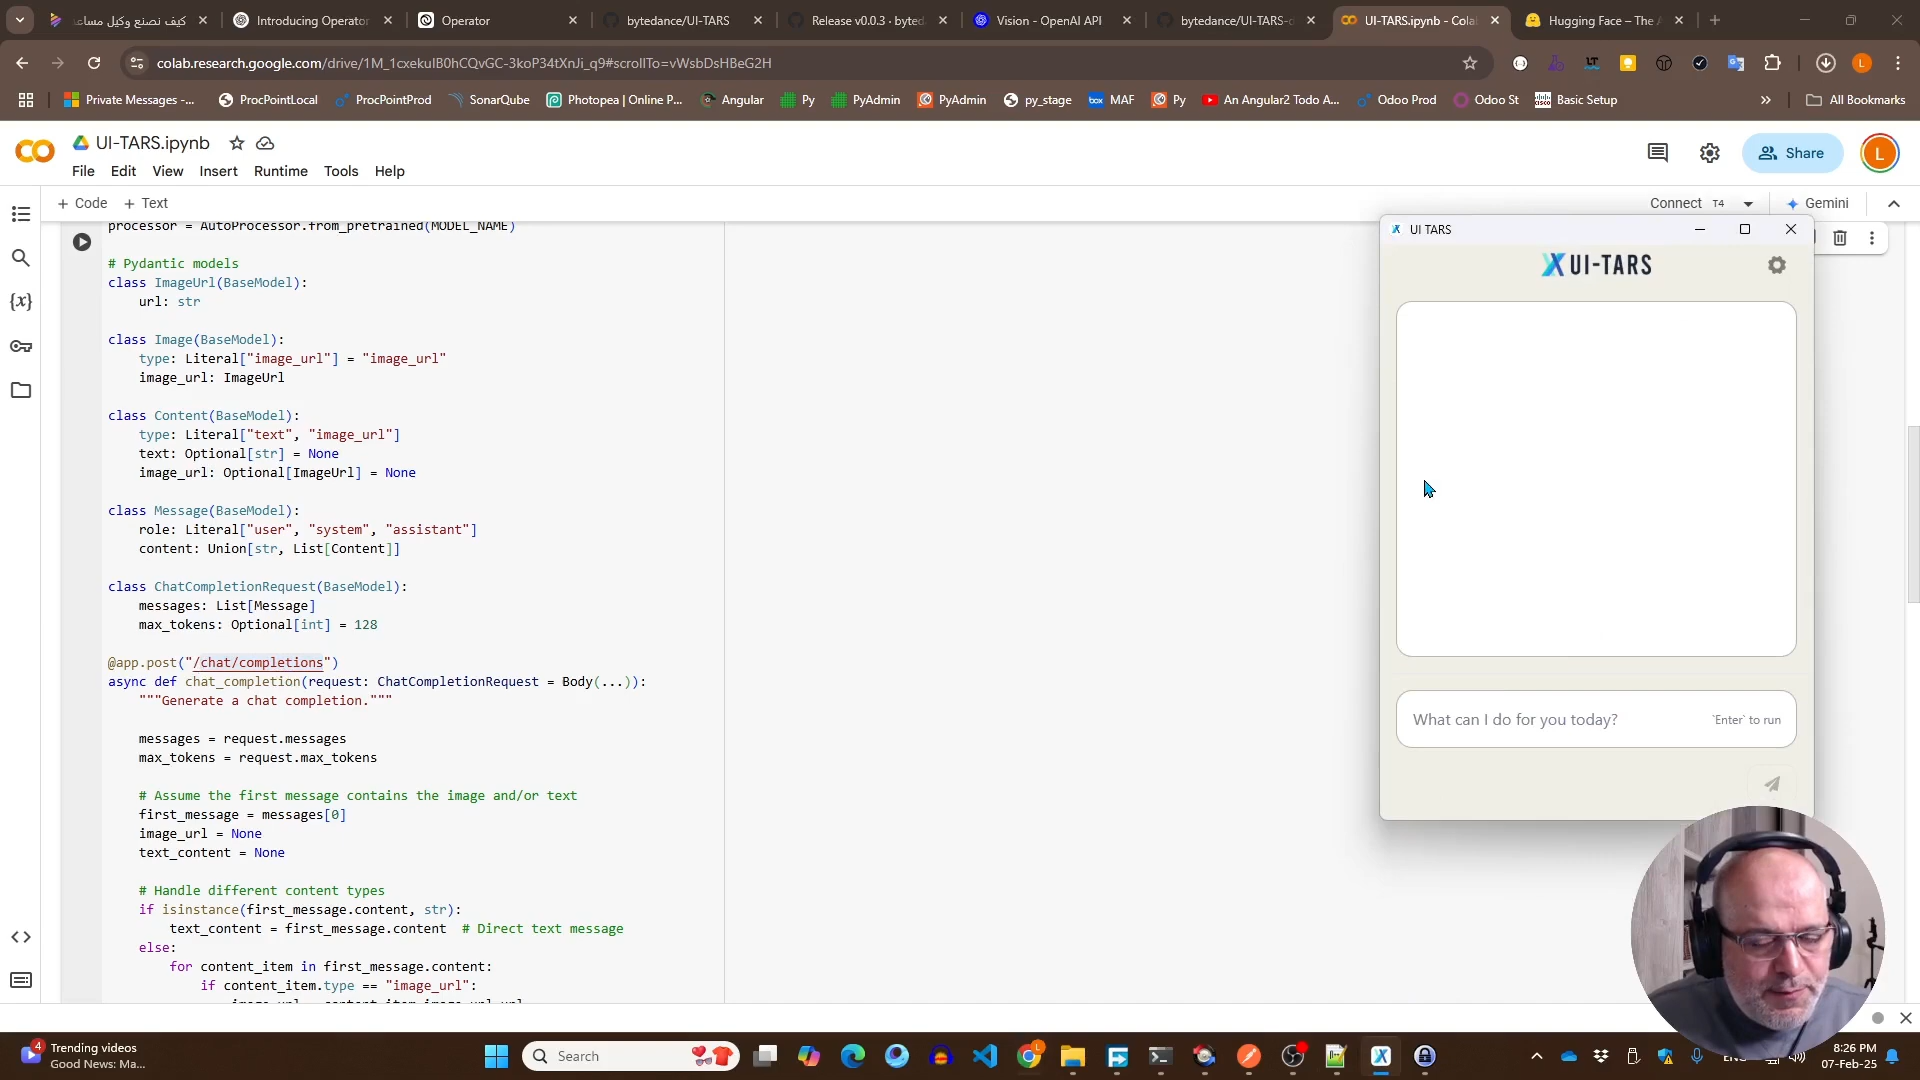 كيف نصنع وكيل مساعد
Introducing Operator
Operator
bytedance/UI-TARS
Release v0.0.3 · byted
Vision - OpenAI API
bytedance/UI-TARS-d
UI-TARS.ipynb - Cola
Hugging Face – The A
colab.research.google.com/drive/1M_1cxekuIB0hCQvGC-3koP34tXnJi_q9#scrollTo=vWsbDsHBeG2H
Private Messages -...
ProcPointLocal
ProcPointProd
SonarQube
Photopea | Online P...
Angular
Py
PyAdmin
PyAdmin
py_stage
MAF
Py
An Angular2 Todo A...
Odoo Prod
Odoo St
Basic Setup
All Bookmarks
UI-TARS.ipynb
Share
L
File Edit View Insert Runtime Tools Help
+ Code + Text
Connect T4
Gemini
processor = AutoProcessor.from_pretrained(MODEL_NAME)
# Pydantic models
class ImageUrl(BaseModel):
url: str
class Image(BaseModel):
type: Literal["image_url"] = "image_url"
image_url: ImageUrl
class Content(BaseModel):
type: Literal["text", "image_url"]
text: Optional[str] = None
image_url: Optional[ImageUrl] = None
class Message(BaseModel):
role: Literal["user", "system", "assistant"]
content: Union[str, List[Content]]
class ChatCompletionRequest(BaseModel):
messages: List[Message]
max_tokens: Optional[int] = 128
@app.post("/chat/completions")
async def chat_completion(request: ChatCompletionRequest = Body(...)):
"""Generate a chat completion."""
messages = request.messages
max_tokens = request.max_tokens
# Assume the first message contains the image and/or text
first_message = messages[0]
image_url = None
text_content = None
# Handle different content types
if isinstance(first_message.content, str):
text_content = first_message.content # Direct text message
else:
for content_item in first_message.content:
if content_item.type == "image_url":
UI TARS
UI-TARS
What can I do for you today?
`Enter` to run
4
Trending videos
Good News: Ma...
Search
8:26 PM
07-Feb-25